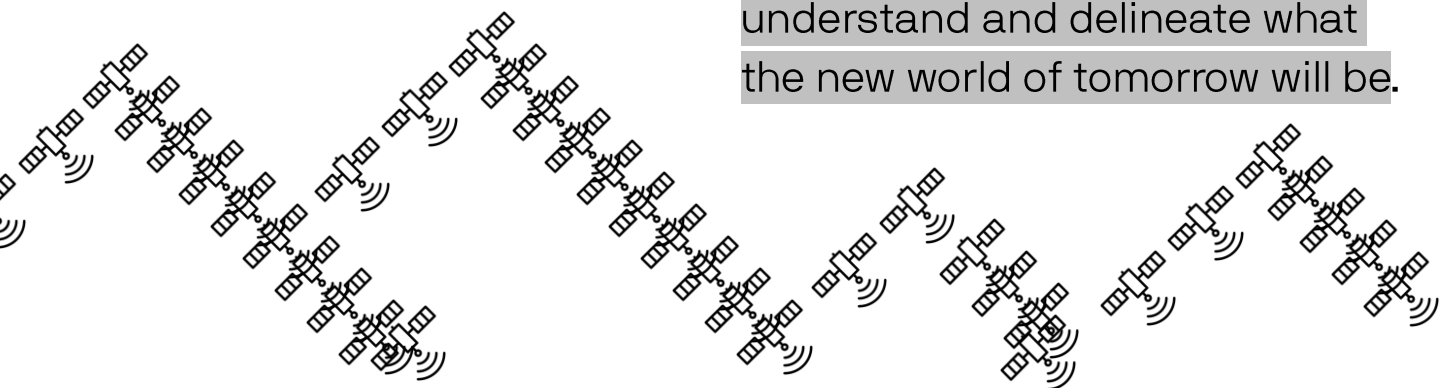 understand and delineate what
the new world of tomorrow will be.